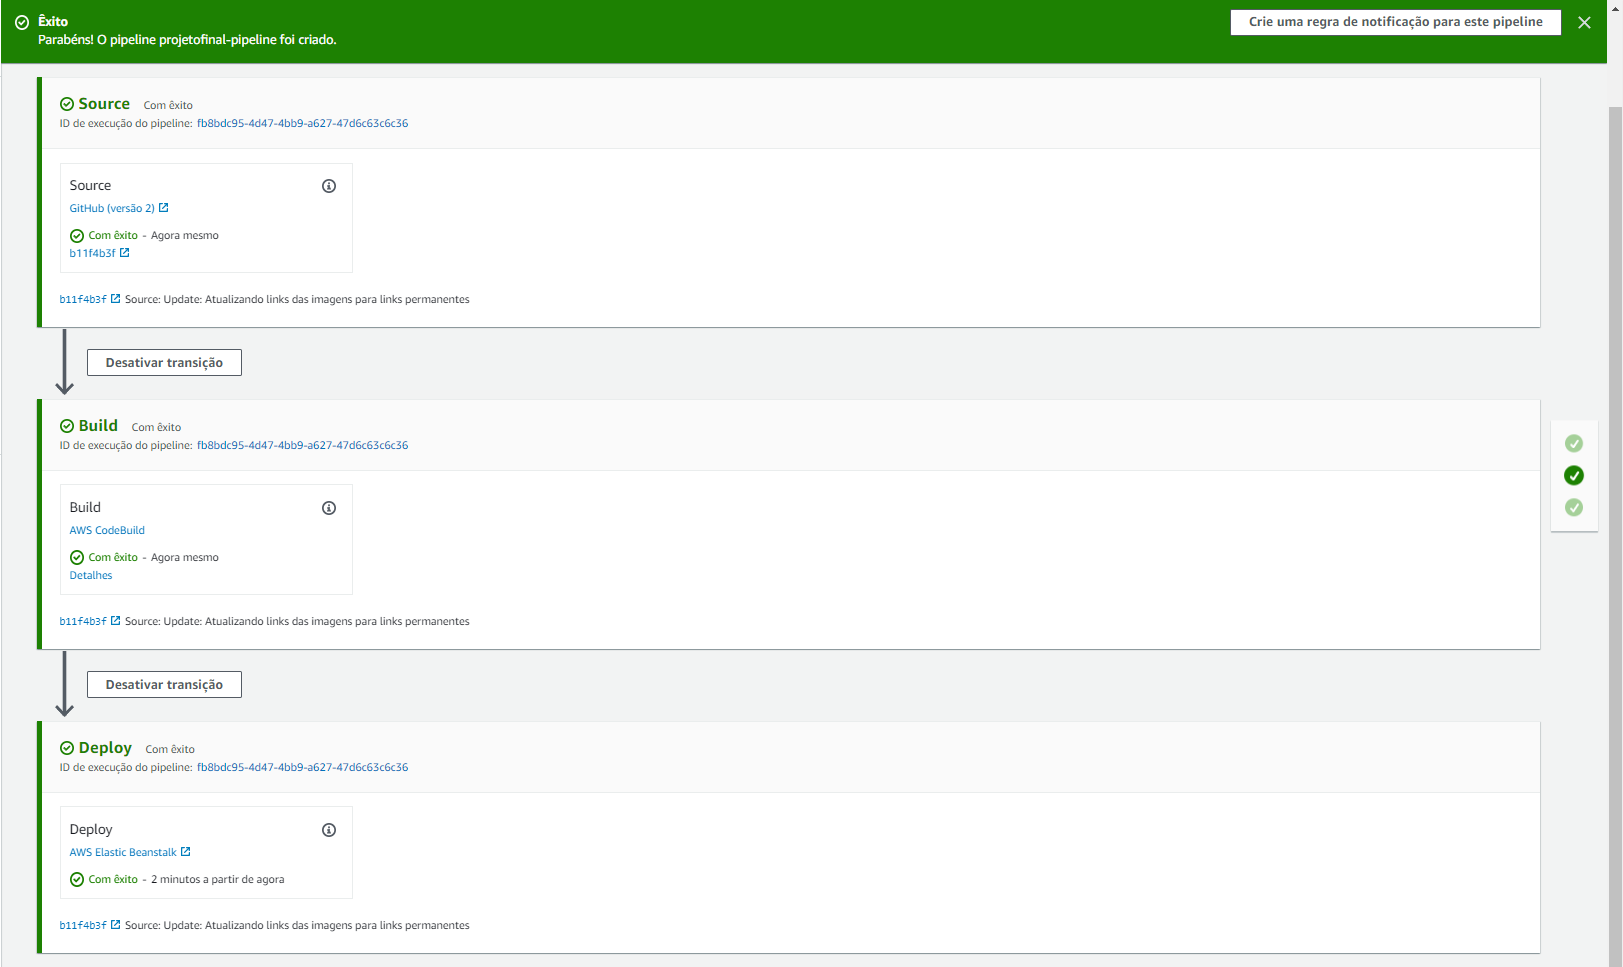 Êxito
Parabéns! O pipeline projetofinal-pipeline foi criado.
Crie uma regra de notificação para este pipeline
Source Com êxito
ID de execução do pipeline: fb8bdc95-4d47-4bb9-a627-47d6c63c6c36
Source
GitHub (versão 2)
Com êxito - Agora mesmo
b11f4b3f
b11f4b3f Source: Update: Atualizando links das imagens para links permanentes
Desativar transição
Build Com êxito
ID de execução do pipeline: fb8bdc95-4d47-4bb9-a627-47d6c63c6c36
Build
AWS CodeBuild
Com êxito - Agora mesmo
Detalhes
b11f4b3f Source: Update: Atualizando links das imagens para links permanentes
Desativar transição
Deploy Com êxito
ID de execução do pipeline: fb8bdc95-4d47-4bb9-a627-47d6c63c6c36
Deploy
AWS Elastic Beanstalk
Com êxito - 2 minutos a partir de agora
b11f4b3f Source: Update: Atualizando links das imagens para links permanentes